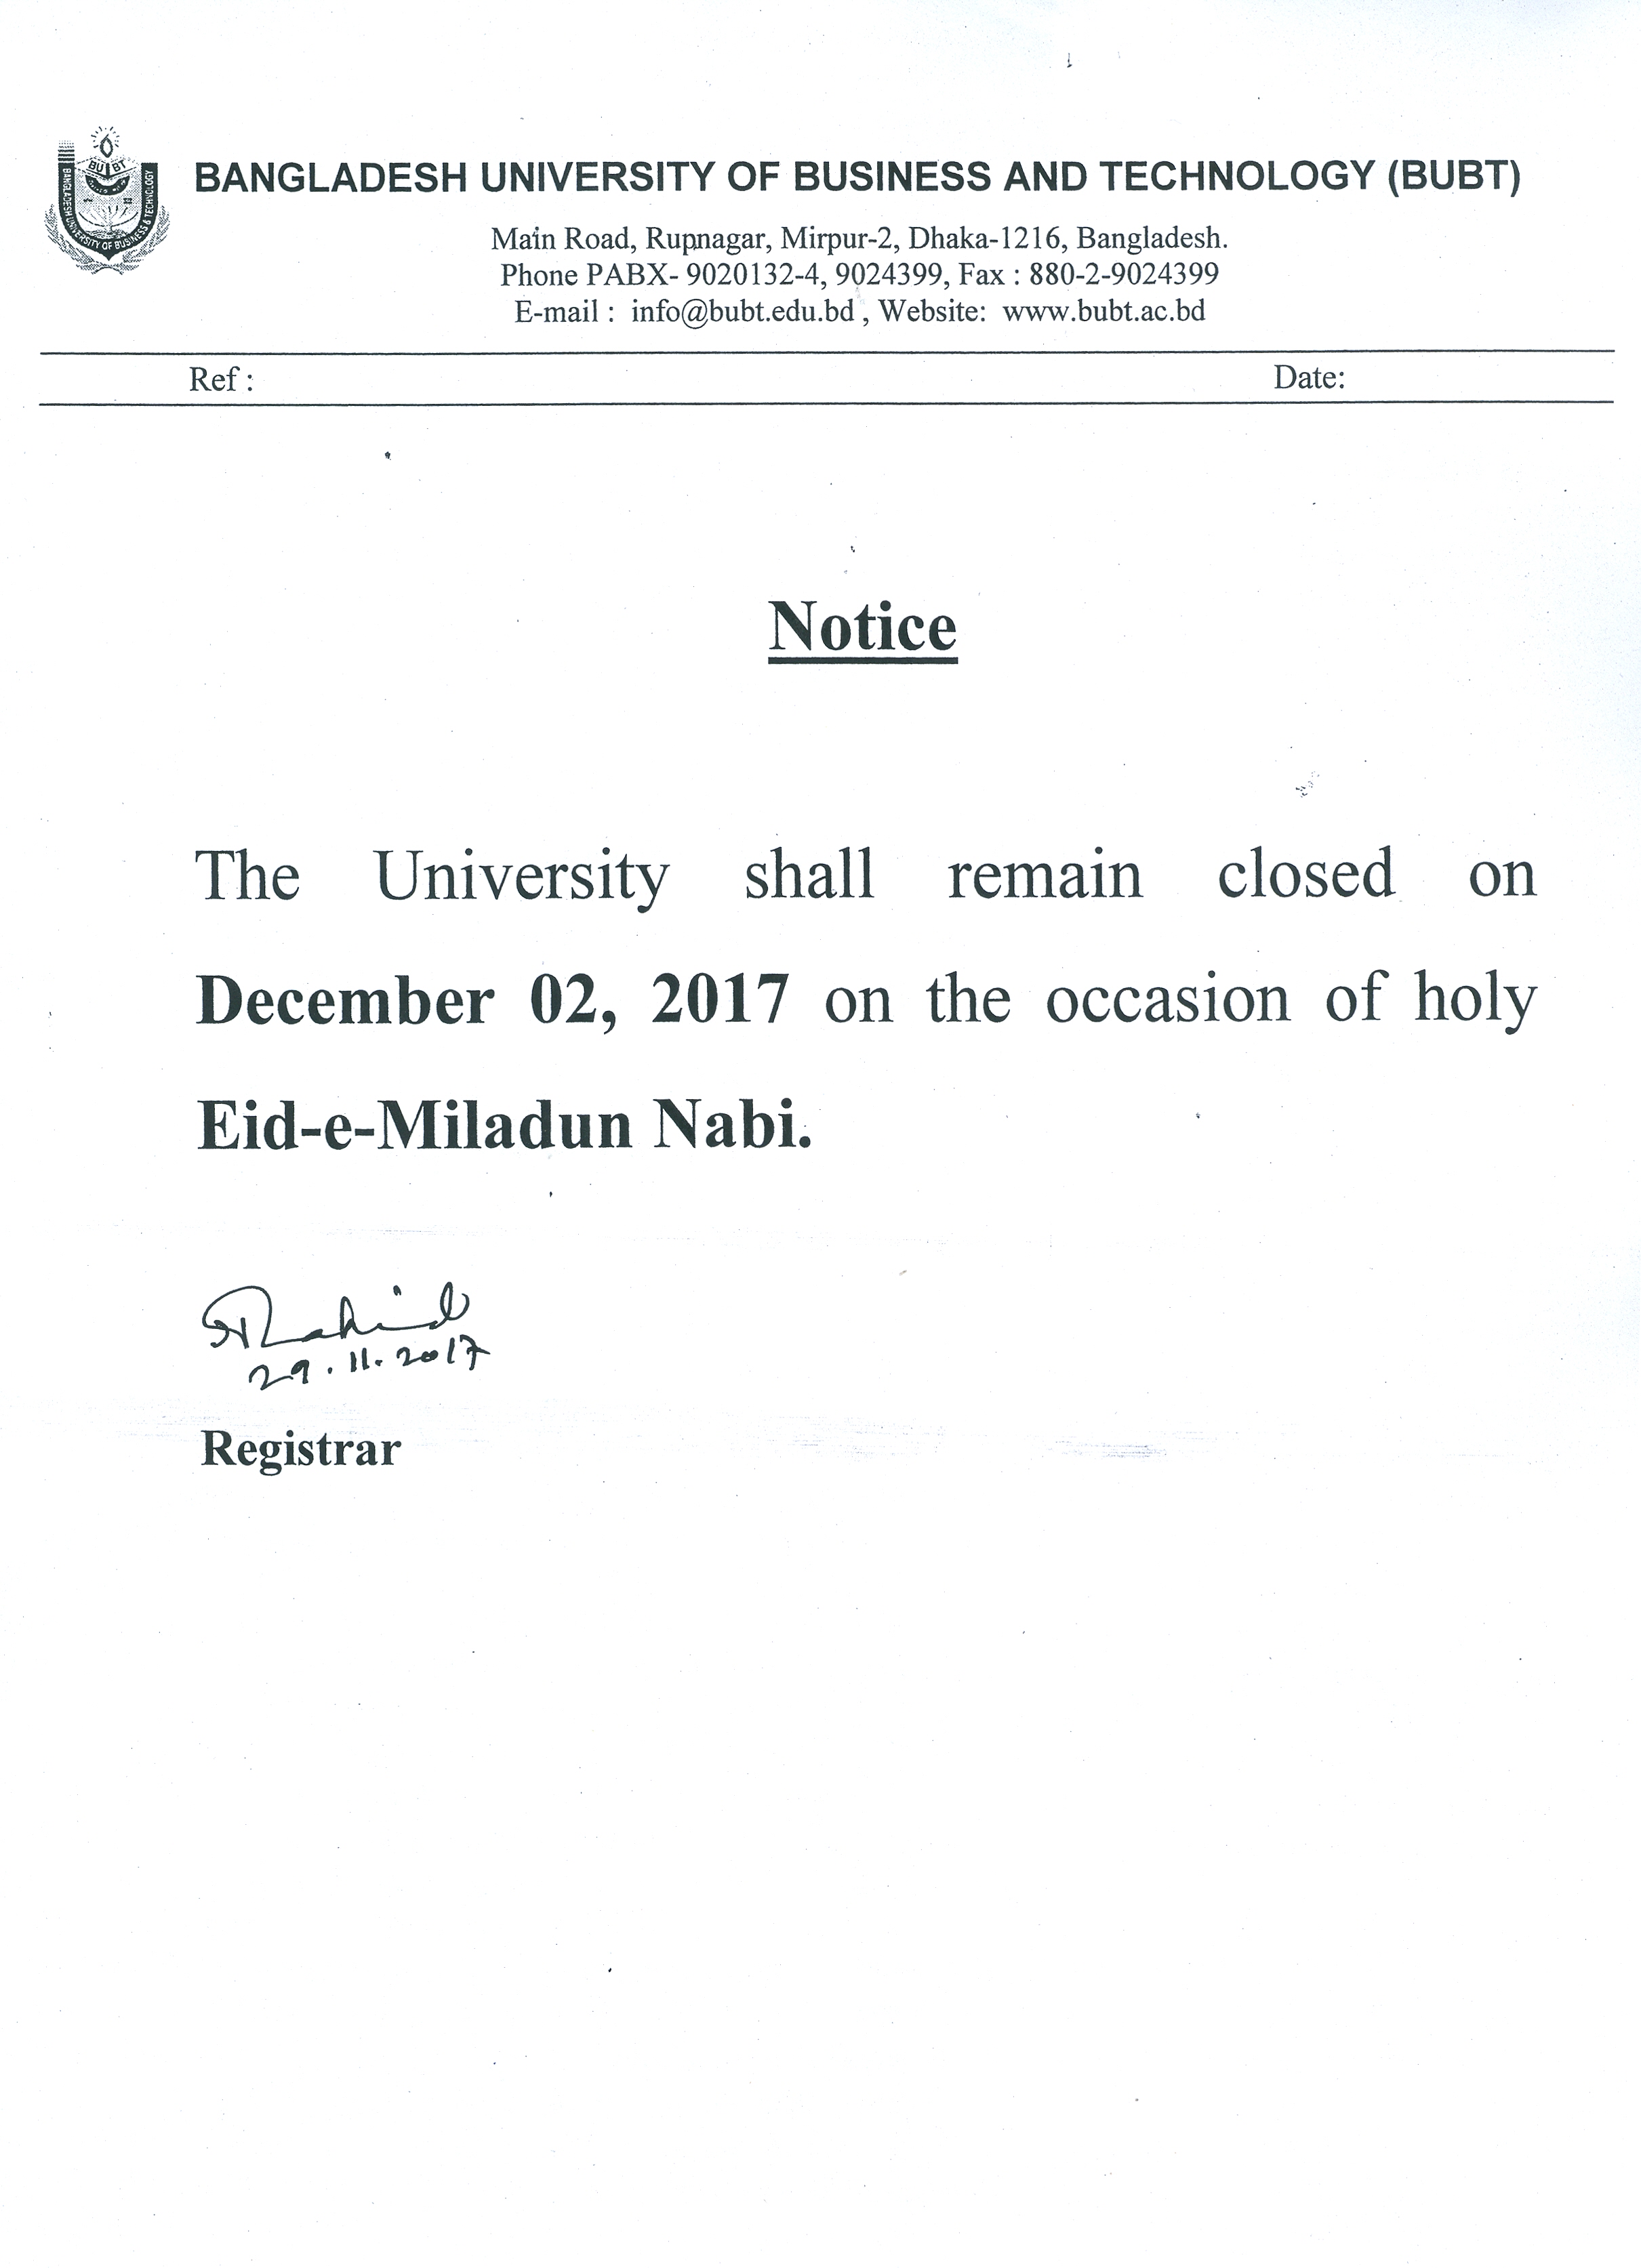 BANGLADESH UNIVERSITY OF BUSINESS AND TECHNOLOGY (BUBT)
BUBT
BANGLADESH UNIVERSITY OF BUSINESS & TECHNOLOGY
Main Road, Rupnagar, Mirpur-2, Dhaka-1216, Bangladesh.
Phone PABX- 9020132-4, 9024399, Fax : 880-2-9024399
E-mail : info@bubt.edu.bd , Website: www.bubt.ac.bd
Ref : Date:
Notice
The University shall remain closed on
December 02, 2017 on the occasion of holy
Eid-e-Miladun Nabi.
29.11.2017
Registrar